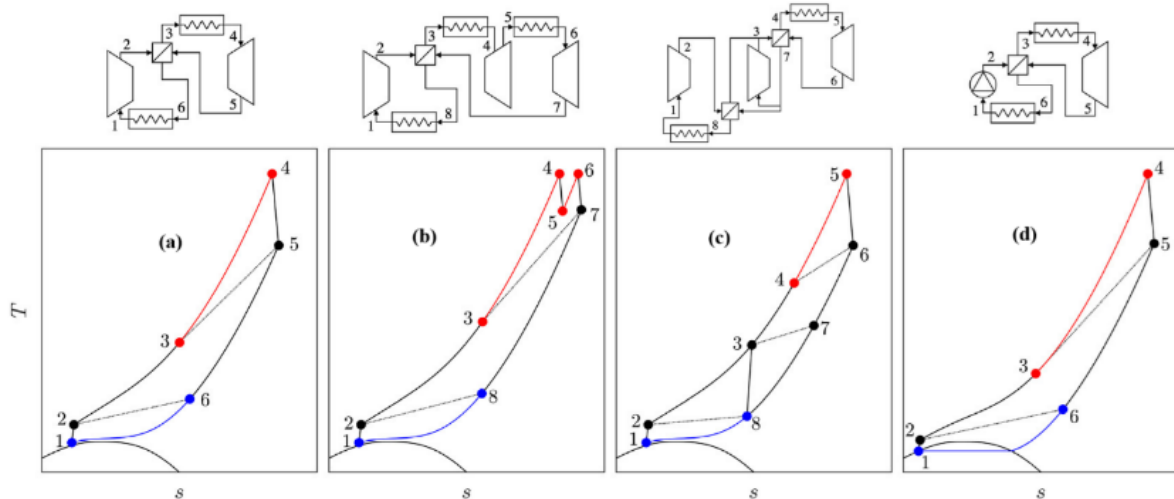 2 3 4 1 6 5
2 3 4 5 6 1 8 7
2 3 4 5 1 7 6 8
2 3 4 1 6 5
T
(a) 4 5 3 6 2 1
(b) 4 6 5 7 3 8 2 1
(c) 5 6 4 3 7 2 8 1
(d) 4 5 3 6 2 1
s s s s